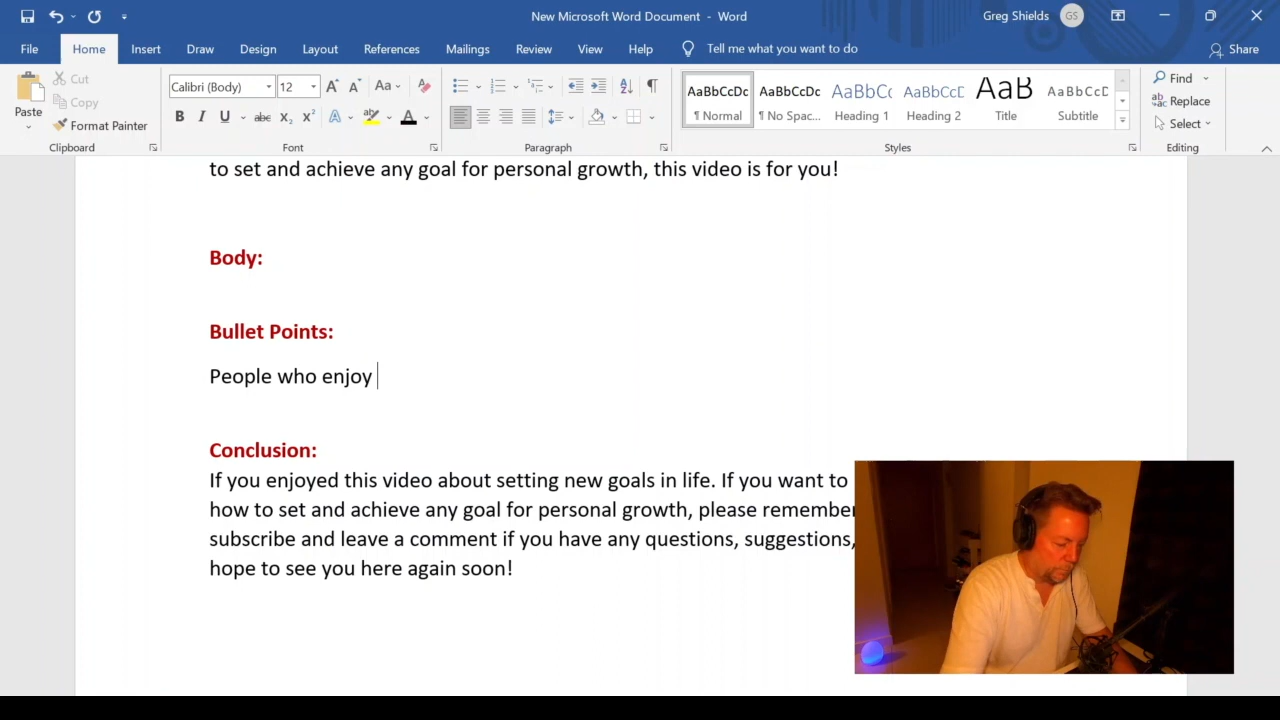 New Microsoft Word Document - Word
Greg Shields GS
File Home Insert Draw Design Layout References Mailings Review View Help Tell me what you want to do Share
Paste Cut Copy Format Painter
Clipboard
Calibri (Body) 12 Aa
B I U abc X₂ X² A A
Font
Paragraph
AaBbCcDc AaBbCcDc AaBbCc AaBbCcD AaB AaBbCcD
¶ Normal ¶ No Spac... Heading 1 Heading 2 Title Subtitle
Styles
Find
Replace
Select
Editing
to set and achieve any goal for personal growth, this video is for you!
Body:
Bullet Points:
People who enjoy
Conclusion:
If you enjoyed this video about setting new goals in life. If you want to
how to set and achieve any goal for personal growth, please remember
subscribe and leave a comment if you have any questions, suggestions,
hope to see you here again soon!